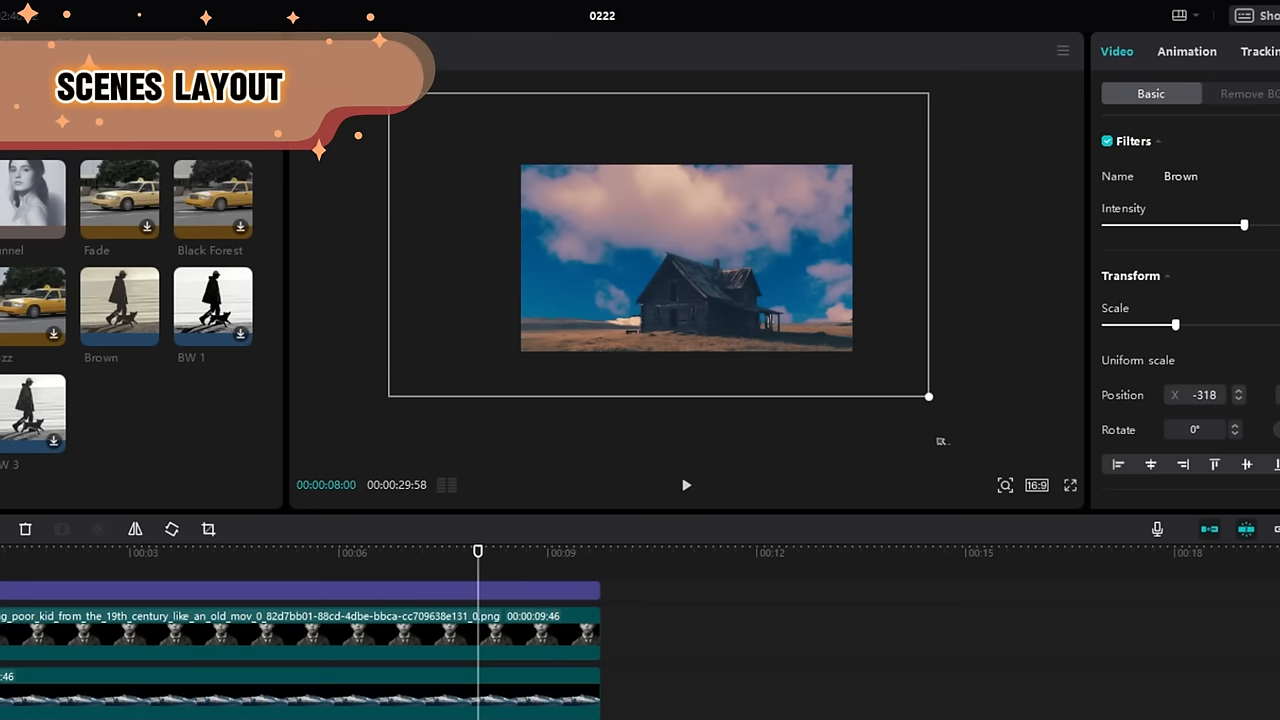 0222
Sho
SCENES LAYOUT
Video Animation Trackin
Basic Remove BG
Filters
Name Brown
Intensity
Transform
Scale
Uniform scale
Position X -318
Rotate 0°
nnel Fade Black Forest
zz Brown BW 1
W 3
00:00:08:00 00:00:29:58
16:9
00:03 00:06 00:09 00:12 00:15 00:18
ng_poor_kid_from_the_19th_century_like_an_old_mov_0_82d7bb01-88cd-4dbe-bbca-cc709638e131_0.png 00:00:09:46
:46